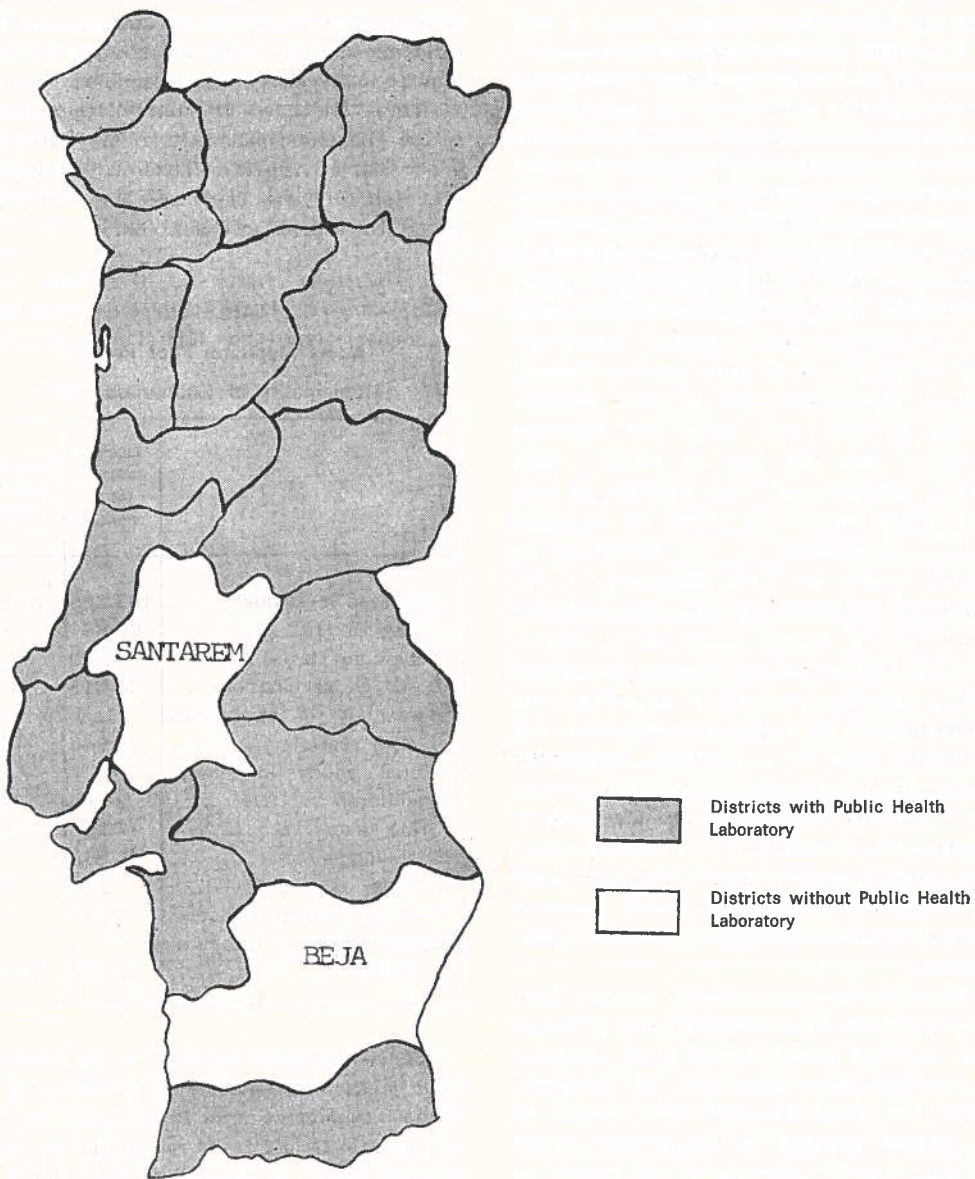 SANTAREM
BEJA
Districts with Public Health
Laboratory
Districts without Public Health
Laboratory